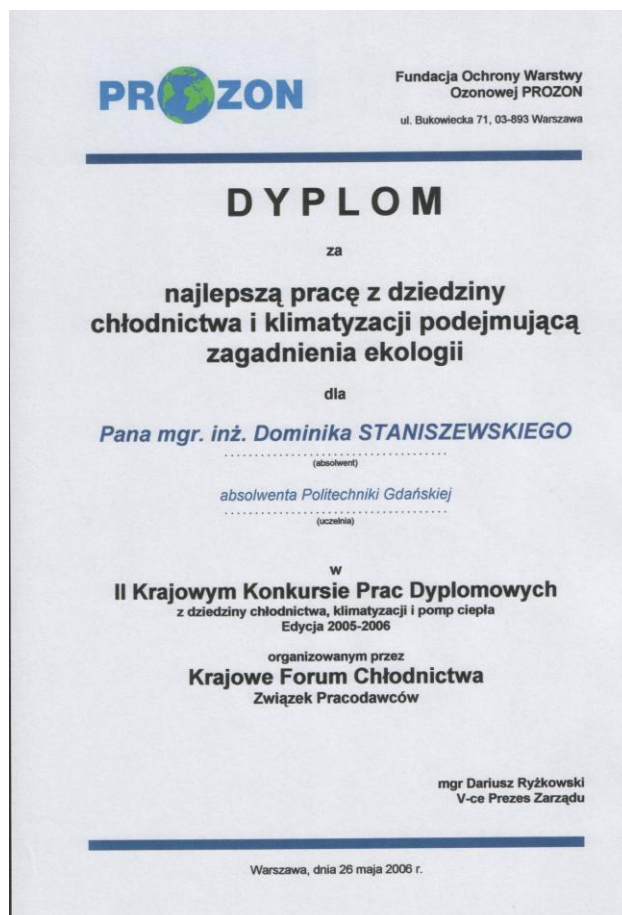 PROZON
Fundacja Ochrony Warstwy
Ozonowej PROZON
ul. Bukowiecka 71, 03-893 Warszawa
DYPLOM
za
najlepszą pracę z dziedziny
chłodnictwa i klimatyzacji podejmującą
zagadnienia ekologii
dla
Pana mgr. inż. Dominika STANISZEWSKIEGO
(absolwent)
absolwenta Politechniki Gdańskiej
(uczelnia)
w
II Krajowym Konkursie Prac Dyplomowych
z dziedziny chłodnictwa, klimatyzacji i pomp ciepła
Edycja 2005-2006
organizowanym przez
Krajowe Forum Chłodnictwa
Związek Pracodawców
mgr Dariusz Ryżkowski
V-ce Prezes Zarządu
Warszawa, dnia 26 maja 2006 r.